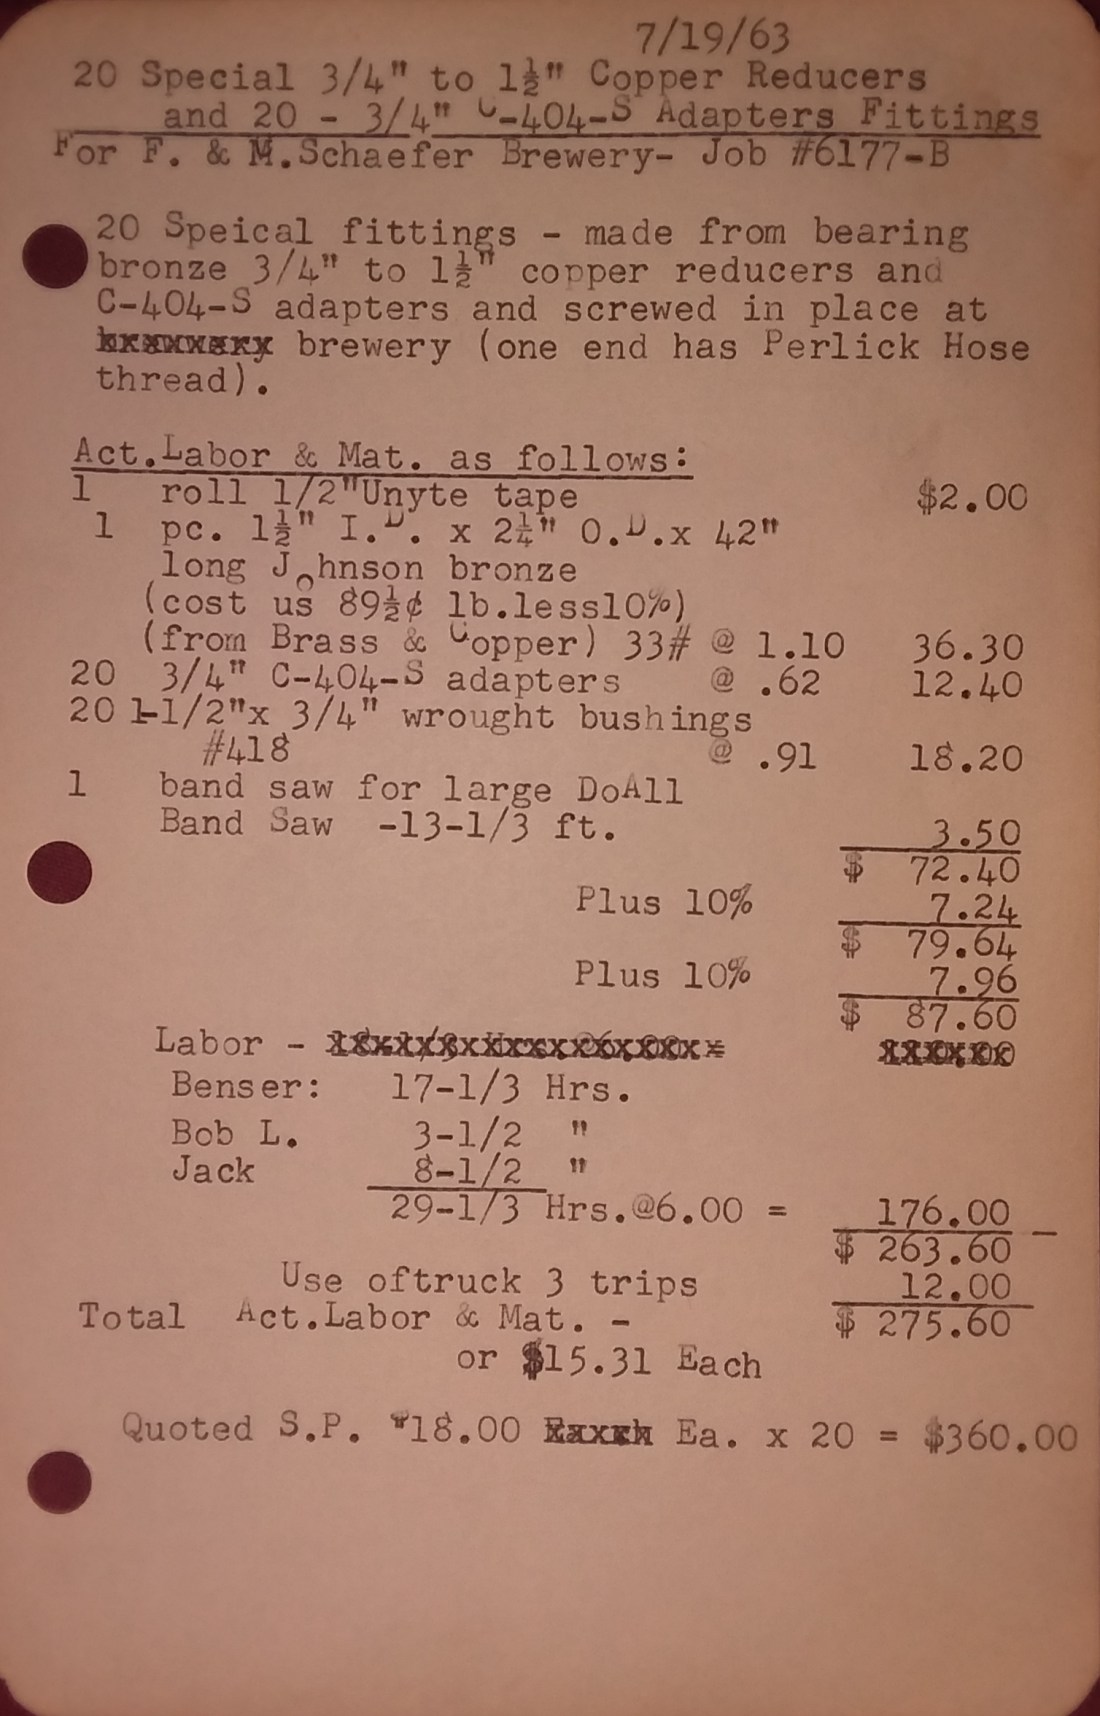 7/19/63
20 Special 3/4" to 1½" Copper Reducers
and 20 - 3/4" C-404-S Adapters Fittings
For F. & M.Schaefer Brewery- Job #6177-B
20 Speical fittings - made from bearing
bronze 3/4" to 1½" copper reducers and
C-404-S adapters and screwed in place at
brewery (one end has Perlick Hose
thread).
Act.Labor & Mat. as follows:
1 roll 1/2"Unyte tape $2.00
1 pc. 1½" I.D. x 2¼" O.D.x 42"
long Johnson bronze
(cost us 89½¢ lb.less10%)
(from Brass & Copper) 33# @ 1.10 36.30
20 3/4" C-404-S adapters @ .62 12.40
20 1-1/2"x 3/4" wrought bushings
#418 @ .91 18.20
1 band saw for large DoAll
Band Saw -13-1/3 ft. 3.50
$ 72.40
Plus 10% 7.24
$ 79.64
Plus 10% 7.96
$ 87.60
Labor -
Benser: 17-1/3 Hrs.
Bob L. 3-1/2 "
Jack 8-1/2 "
29-1/3 Hrs.@6.00 = 176.00
$ 263.60
Use oftruck 3 trips 12.00
Total Act.Labor & Mat. - $ 275.60
or $15.31 Each
Quoted S.P. $18.00 Ea. x 20 = $360.00